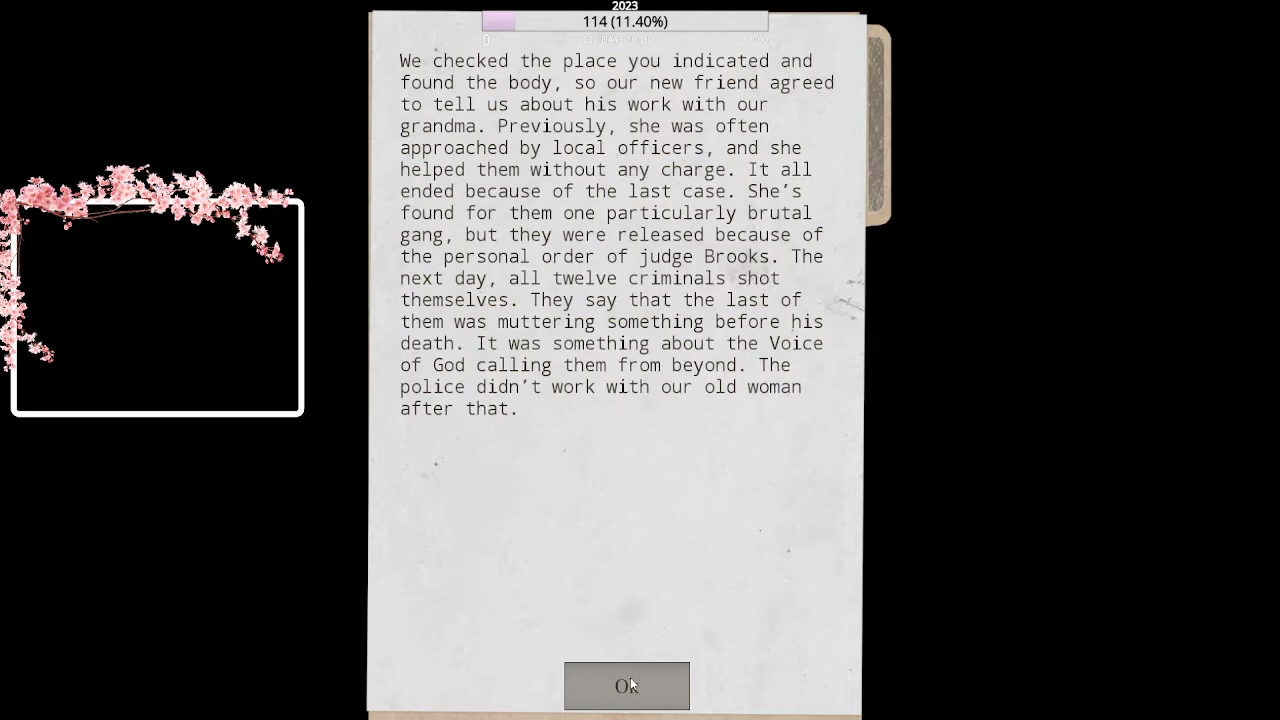 2023
114 (11.40%)
0
We checked the place you indicated and
found the body, so our new friend agreed
to tell us about his work with our
grandma. Previously, she was often
approached by local officers, and she
helped them without any charge. It all
ended because of the last case. She's
found for them one particularly brutal
gang, but they were released because of
the personal order of judge Brooks. The
next day, all twelve criminals shot
themselves. They say that the last of
them was muttering something before his
death. It was something about the Voice
of God calling them from beyond. The
police didn't work with our old woman
after that.
Ok